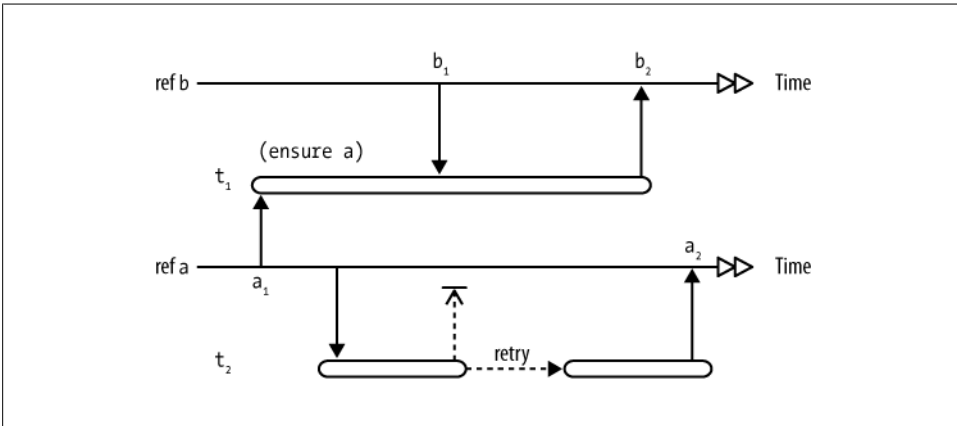 b₁ b₂
ref b Time
(ensure a)
t₁
a₂
ref a Time
a₁
retry
t₂